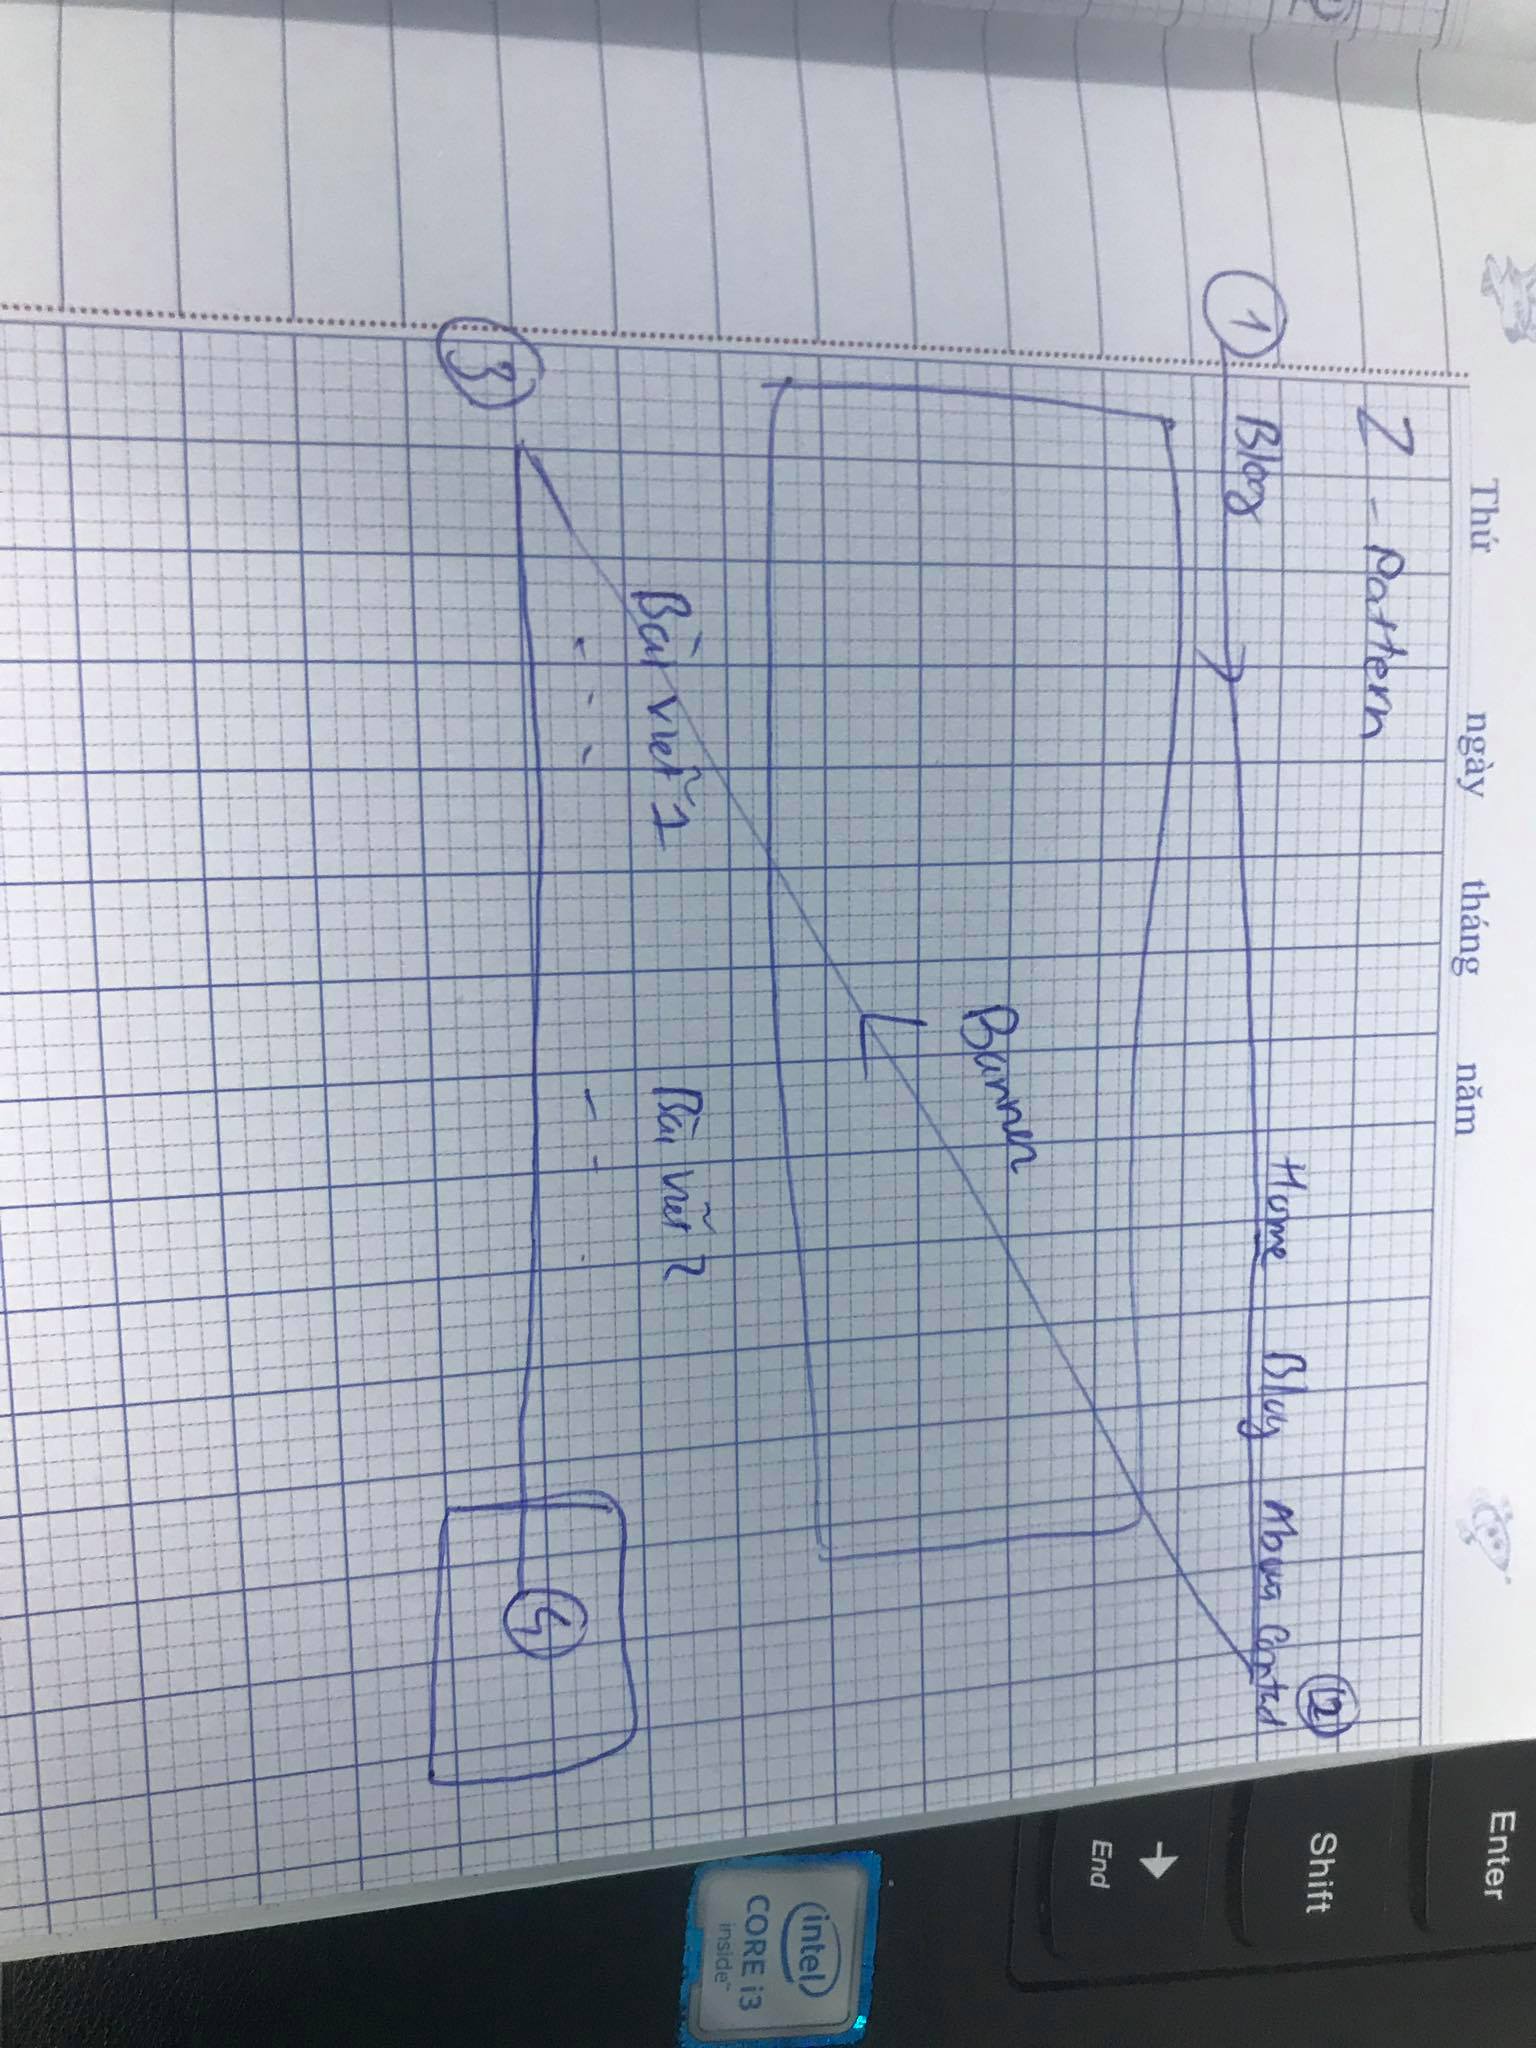 Thứ ngày tháng năm
Z - Pattern
1 Blog Home Blog About Contact 2
Banner
Bài viết 1 Bài viết 2
3 4
Enter
Shift
End
intel
CORE i3
inside™